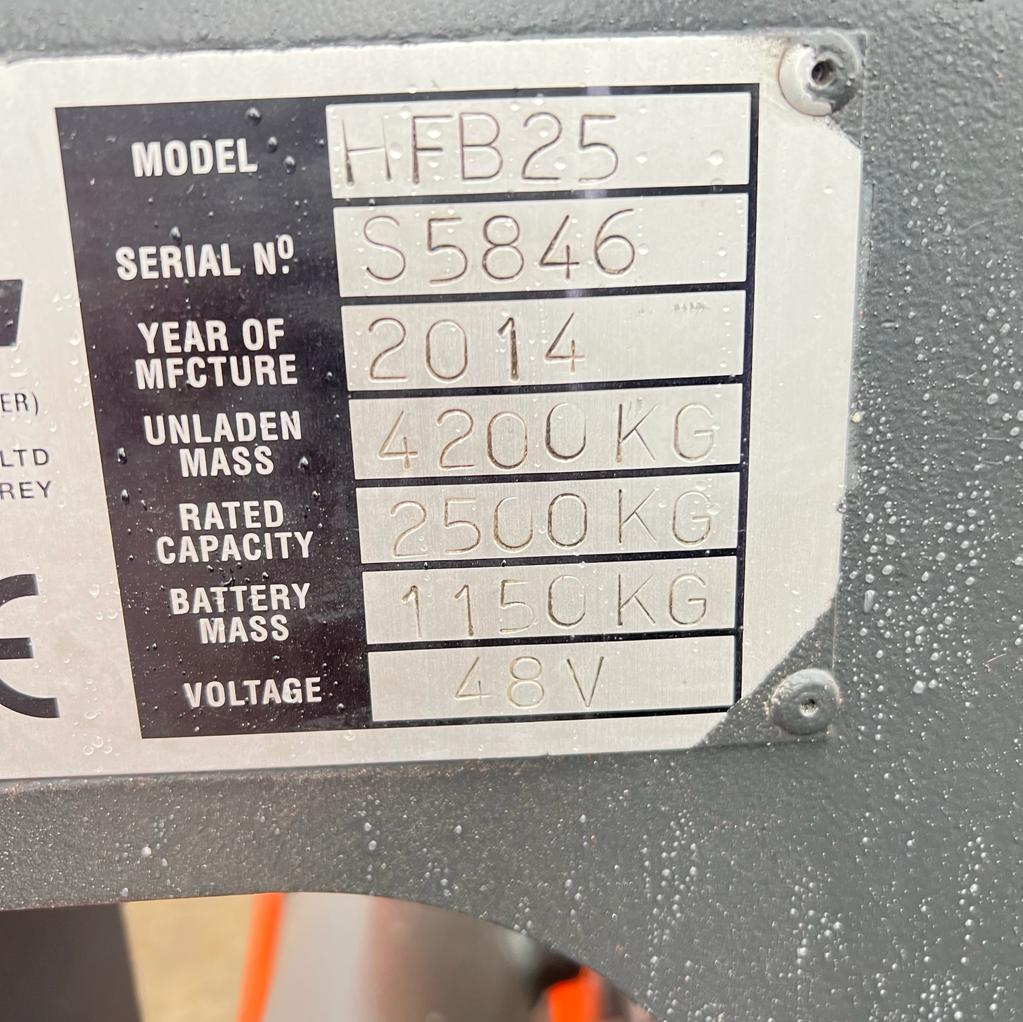 MODEL HFB25
SERIAL Nº. S5846
YEAR OF
MFCTURE 2014
UNLADEN
MASS 4200KG
RATED
CAPACITY 2500KG
BATTERY
MASS 1150KG
VOLTAGE 48V
ER)
LTD
REY
CE